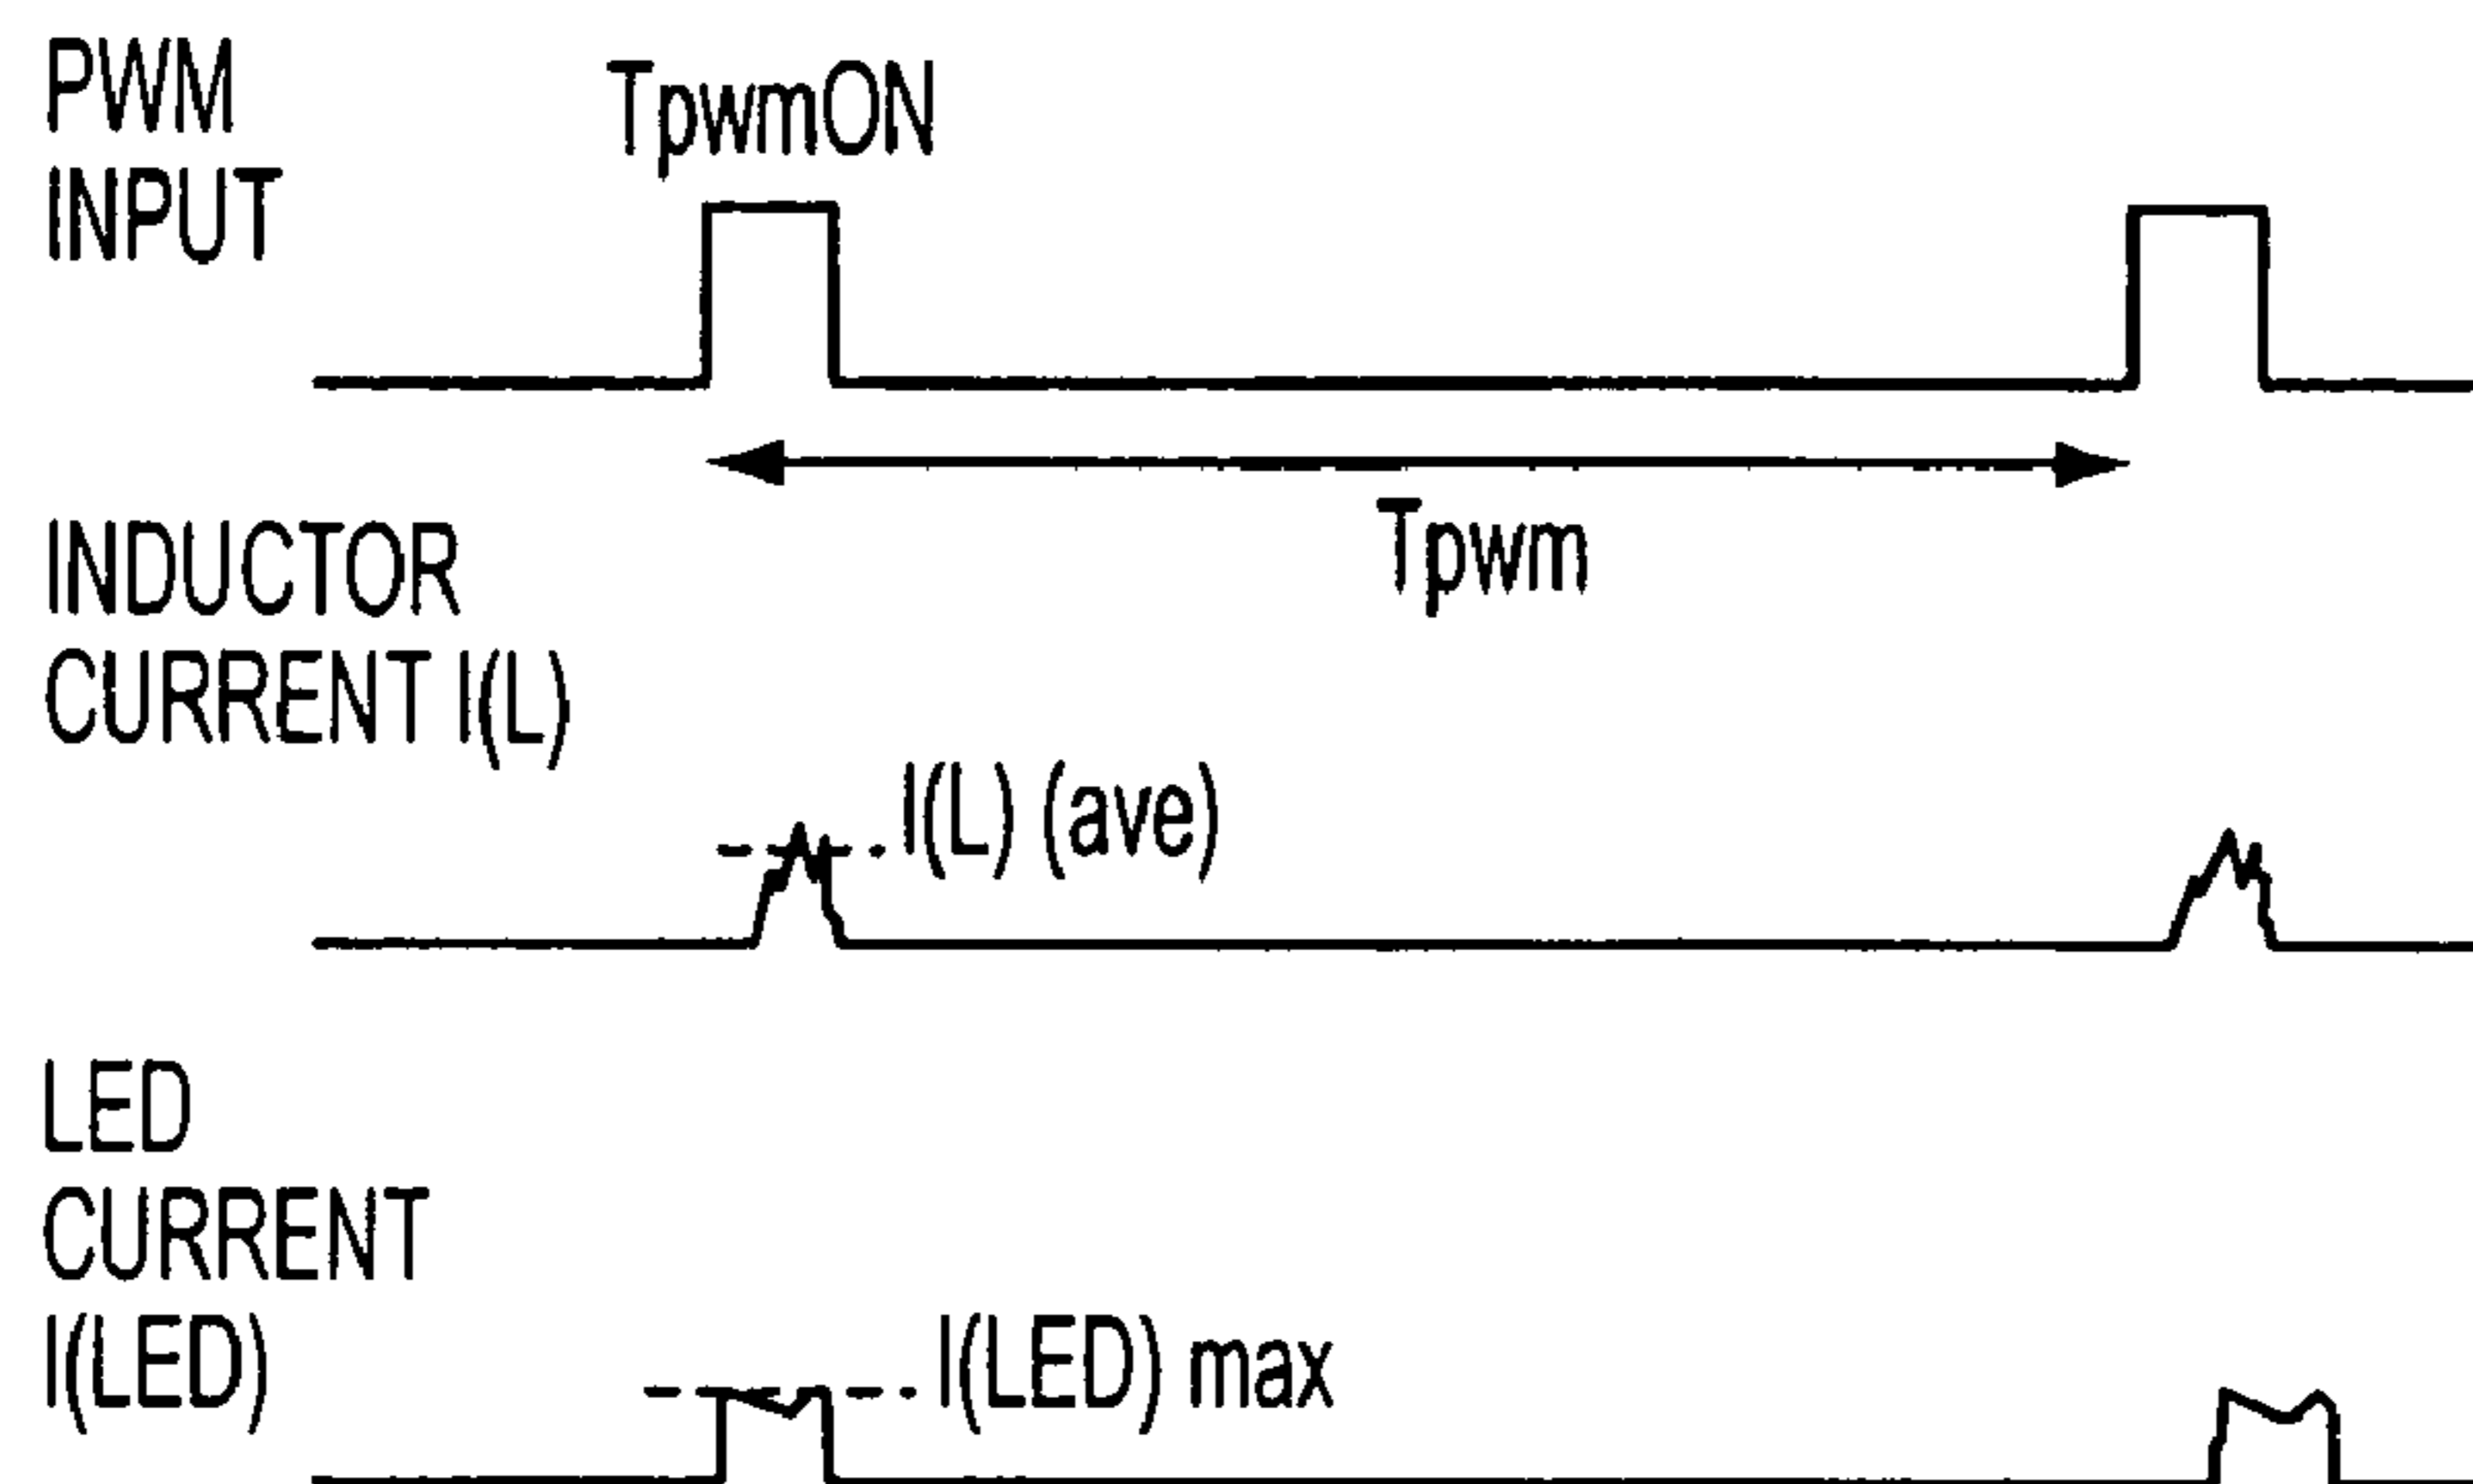 PWM
INPUT
TpwmON
Tpwm
INDUCTOR
CURRENT I(L)
I(L) (ave)
LED
CURRENT
I(LED)
I(LED) max